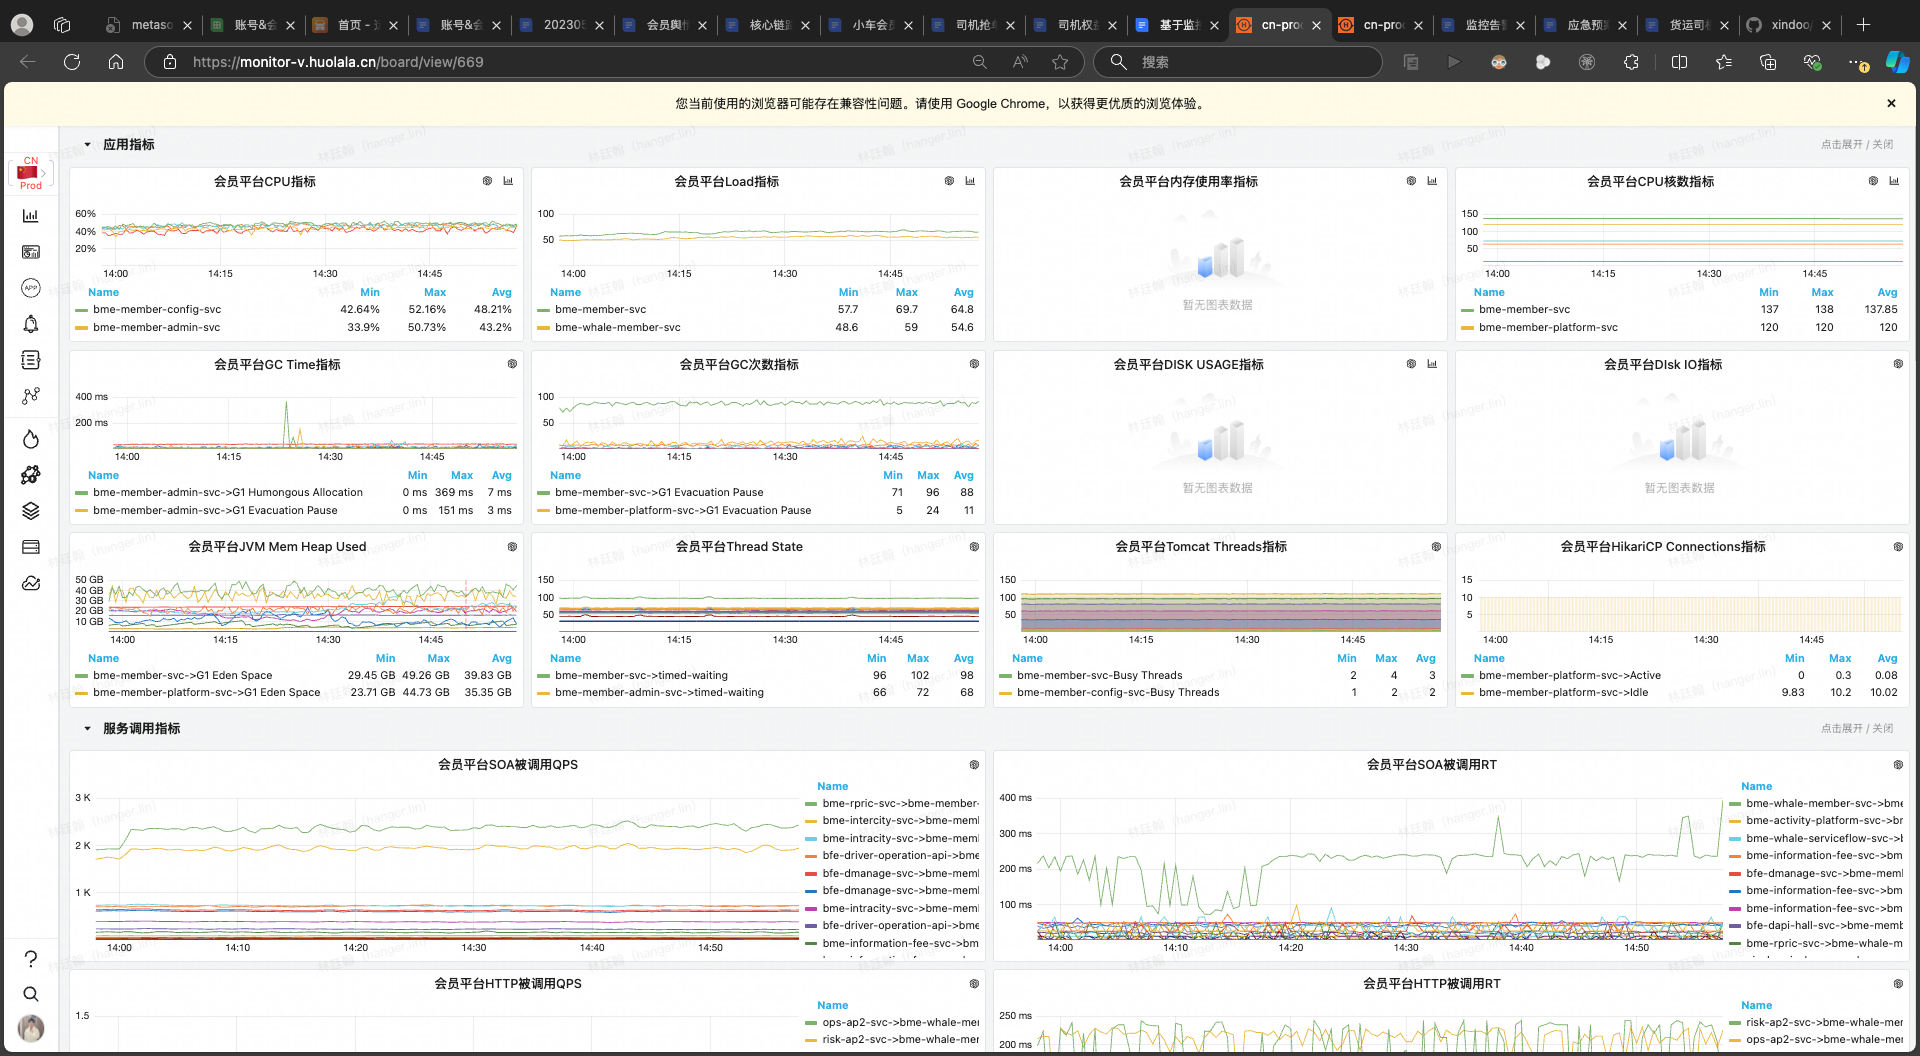 metaso
账号&会
首页 - 
账号&会
202305
会员舆情
核心链路
小车会员
司机抢单
司机权益
基于监控
cn-prod
cn-prod
监控告警
应急预案
货运司机
xindoo/
https://monitor-v.huolala.cn/board/view/669
搜索
您当前使用的浏览器可能存在兼容性问题。请使用 Google Chrome，以获得更优质的浏览体验。
CN
Prod
APP
应用指标
点击展开 / 关闭
会员平台CPU指标
60%
40%
20%
14:00 14:15 14:30 14:45
Name Min Max Avg
bme-member-config-svc 42.64% 52.16% 48.21%
bme-member-admin-svc 33.9% 50.73% 43.2%
会员平台Load指标
100
50
14:00 14:15 14:30 14:45
Name Min Max Avg
bme-member-svc 57.7 69.7 64.8
bme-whale-member-svc 48.6 59 54.6
会员平台内存使用率指标
暂无图表数据
会员平台CPU核数指标
150
100
50
14:00 14:15 14:30 14:45
Name Min Max Avg
bme-member-svc 137 138 137.85
bme-member-platform-svc 120 120 120
会员平台GC Time指标
400 ms
200 ms
14:00 14:15 14:30 14:45
Name Min Max Avg
bme-member-admin-svc->G1 Humongous Allocation 0 ms 369 ms 7 ms
bme-member-admin-svc->G1 Evacuation Pause 0 ms 151 ms 3 ms
会员平台GC次数指标
100
50
14:00 14:15 14:30 14:45
Name Min Max Avg
bme-member-svc->G1 Evacuation Pause 71 96 88
bme-member-platform-svc->G1 Evacuation Pause 5 24 11
会员平台DISK USAGE指标
暂无图表数据
会员平台DIsk IO指标
暂无图表数据
会员平台JVM Mem Heap Used
50 GB
40 GB
30 GB
20 GB
10 GB
14:00 14:15 14:30 14:45
Name Min Max Avg
bme-member-svc->G1 Eden Space 29.45 GB 49.26 GB 39.83 GB
bme-member-platform-svc->G1 Eden Space 23.71 GB 44.73 GB 35.35 GB
会员平台Thread State
150
100
50
14:00 14:15 14:30 14:45
Name Min Max Avg
bme-member-svc->timed-waiting 96 102 98
bme-member-admin-svc->timed-waiting 66 72 68
会员平台Tomcat Threads指标
150
100
50
14:00 14:15 14:30 14:45
Name Min Max Avg
bme-member-svc-Busy Threads 2 4 3
bme-member-config-svc-Busy Threads 1 2 2
会员平台HikariCP Connections指标
15
10
5
14:00 14:15 14:30 14:45
Name Min Max Avg
bme-member-platform-svc->Active 0 0.3 0.08
bme-member-platform-svc->Idle 9.83 10.2 10.02
服务调用指标
点击展开 / 关闭
会员平台SOA被调用QPS
3 K
2 K
1 K
14:00 14:10 14:20 14:30 14:40 14:50
Name
bme-rpric-svc->bme-member-
bme-intercity-svc->bme-meml
bme-intracity-svc->bme-meml
bfe-driver-operation-api->bme
bfe-dmanage-svc->bme-meml
bfe-dmanage-svc->bme-meml
bme-intracity-svc->bme-meml
bfe-driver-operation-api->bme
bme-information-fee-svc->bm
会员平台SOA被调用RT
400 ms
300 ms
200 ms
100 ms
14:00 14:10 14:20 14:30 14:40 14:50
Name
bme-whale-member-svc->bme
bme-activity-platform-svc->br
bme-whale-serviceflow-svc->b
bme-information-fee-svc->bm
bfe-dmanage-svc->bme-meml
bme-information-fee-svc->bm
bme-information-fee-svc->bm
bfe-dapi-hall-svc->bme-memb
bme-rpric-svc->bme-whale-m
会员平台HTTP被调用QPS
1.5
Name
ops-ap2-svc->bme-whale-mer
risk-ap2-svc->bme-whale-mer
会员平台HTTP被调用RT
250 ms
200 ms
Name
risk-ap2-svc->bme-whale-mer
ops-ap2-svc->bme-whale-mer
林廷翰（hanger.lin）